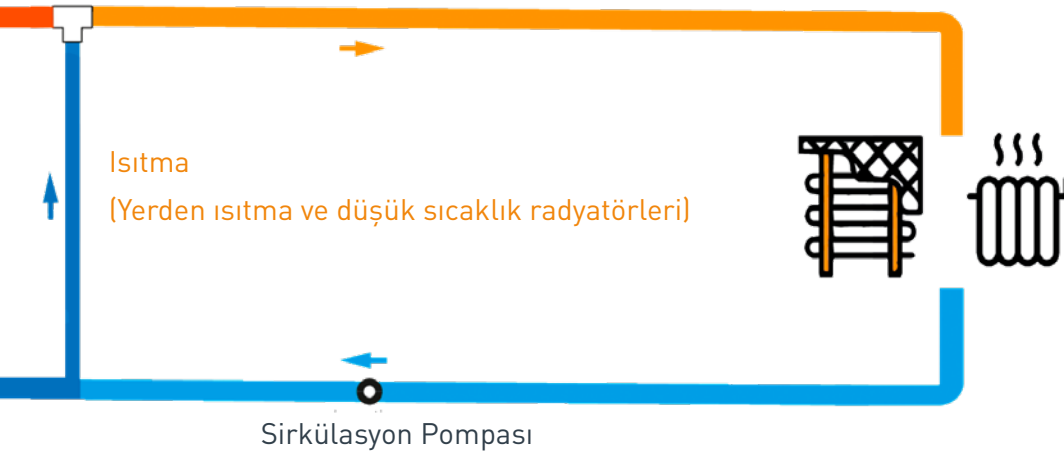 Isıtma
(Yerden ısıtma ve düşük sıcaklık radyatörleri)
Sirkülasyon Pompası